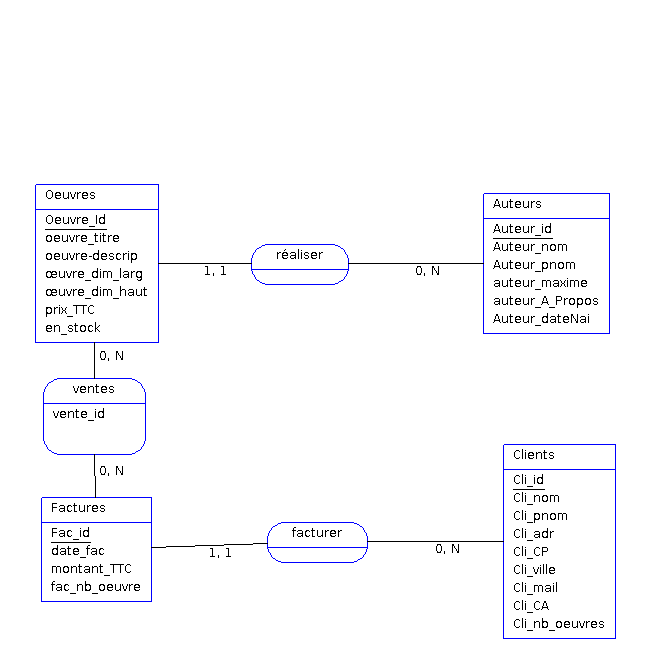 Oeuvres
Oeuvre_Id
oeuvre_titre
oeuvre-descrip
œuvre_dim_larg
œuvre_dim_haut
prix_TTC
en_stock
1, 1
réaliser
0, N
Auteurs
Auteur_id
Auteur_nom
Auteur_pnom
auteur_maxime
auteur_A_Propos
Auteur_dateNai
0, N
ventes
vente_id
0, N
Factures
Fac_id
date_fac
montant_TTC
fac_nb_oeuvre
1, 1
facturer
0, N
Clients
Cli_id
Cli_nom
Cli_pnom
Cli_adr
Cli_CP
Cli_ville
Cli_mail
Cli_CA
Cli_nb_oeuvres